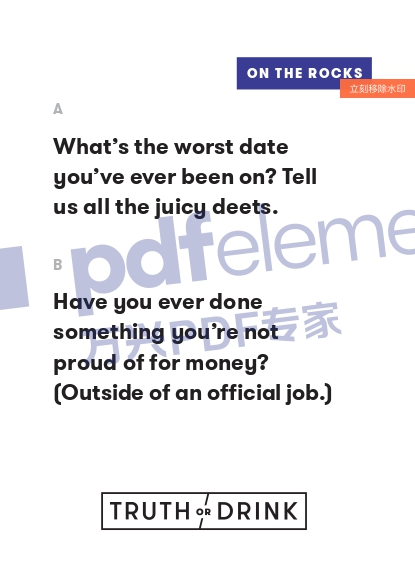 ON THE ROCKS
立刻移除水印
A
What's the worst date
you've ever been on? Tell
us all the juicy deets.
pdfeleme
B
Have you ever done
something you're not
万兴PDF专家
proud of for money?
(Outside of an official job.)
TRUTH OR DRINK